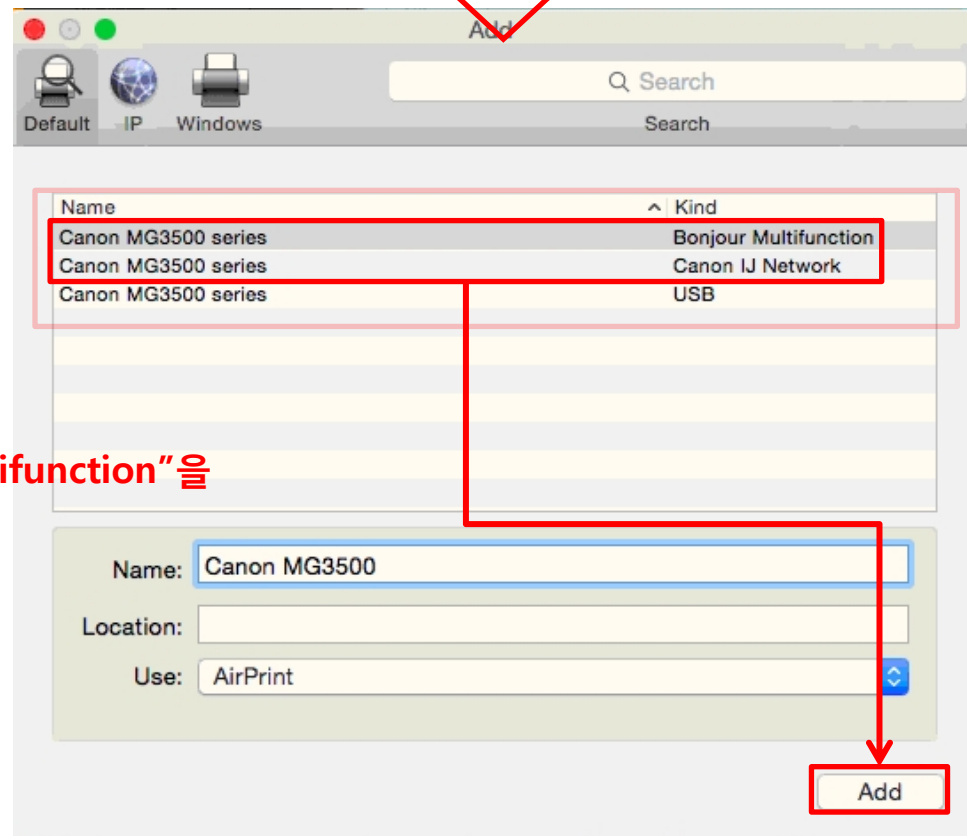 Add
Search
Default IP Windows Search
Name Kind
Canon MG3500 series Bonjour Multifunction
Canon MG3500 series Canon IJ Network
Canon MG3500 series USB
ifunction”을
Name: Canon MG3500
Location:
Use: AirPrint
Add